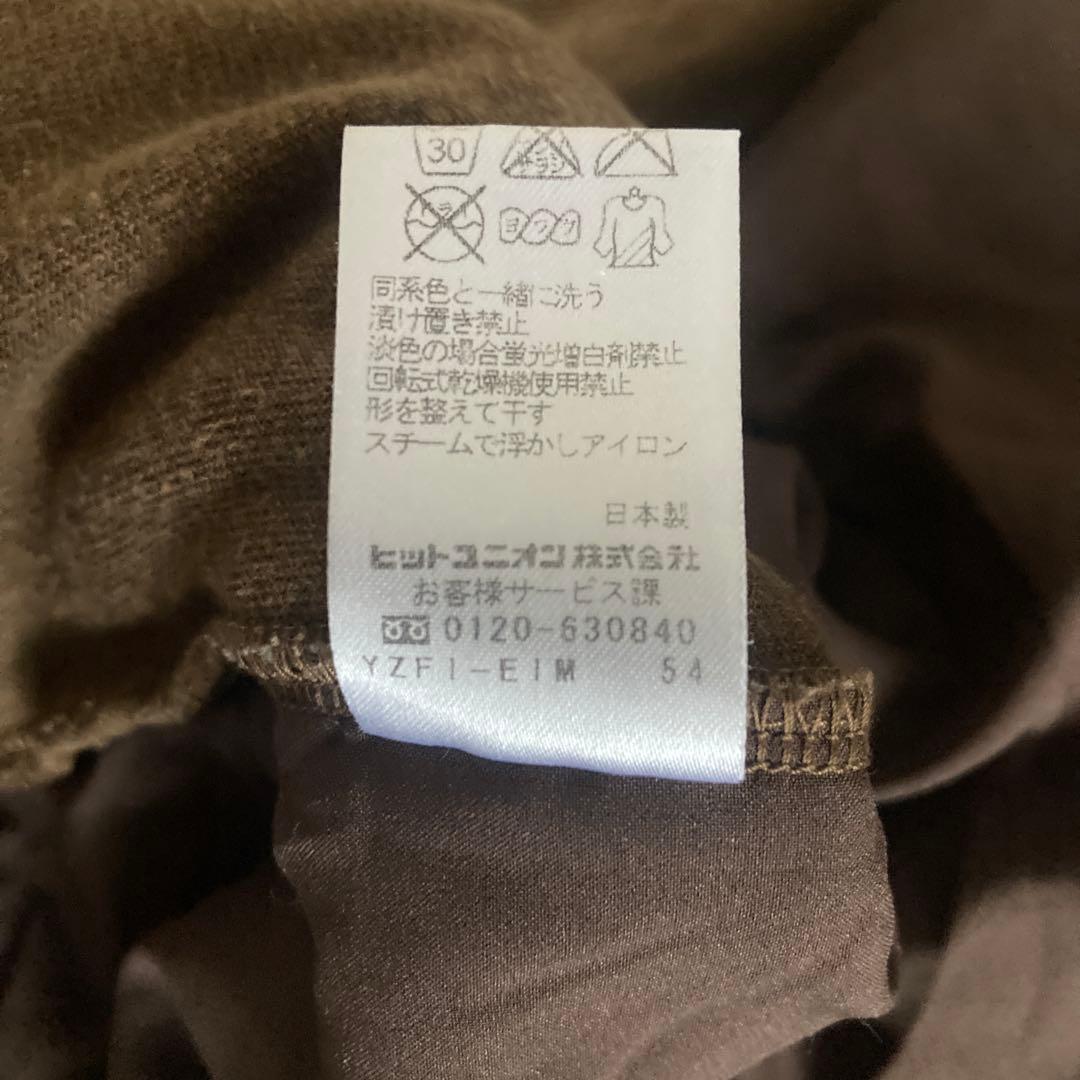 30
ヨワク
同系色と一緒に洗う
漬け置き禁止
淡色の場合蛍光増白剤禁止
回転式乾燥機使用禁止
形を整えて干す
スチームで浮かしアイロン
日本製
ヒットユニオン株式会社
お客様サービス課
0120-630840
YZF1-E1M 54